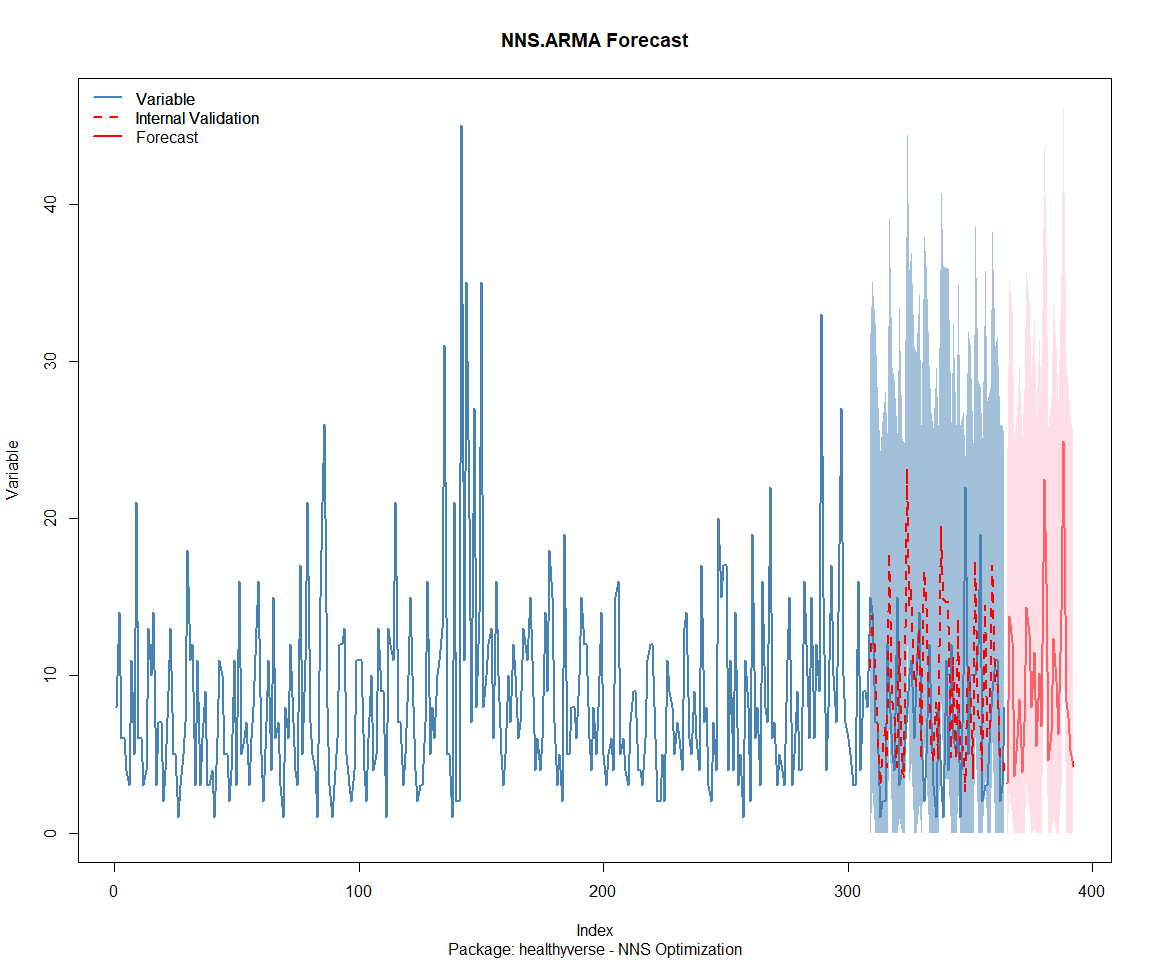 NNS.ARMA Forecast
Variable
Internal Validation
Forecast
Variable
40
30
20
10
0
0 100 200 300 400
Index
Package: healthyverse - NNS Optimization